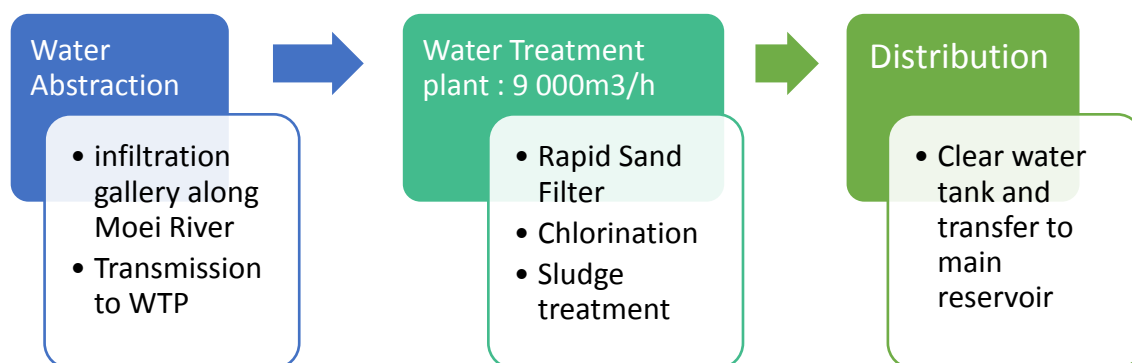 Water
Abstraction
• infiltration
gallery along
Moei River
• Transmission
to WTP
Water Treatment
plant : 9 000m3/h
• Rapid Sand
Filter
• Chlorination
• Sludge
treatment
Distribution
• Clear water
tank and
transfer to
main
reservoir